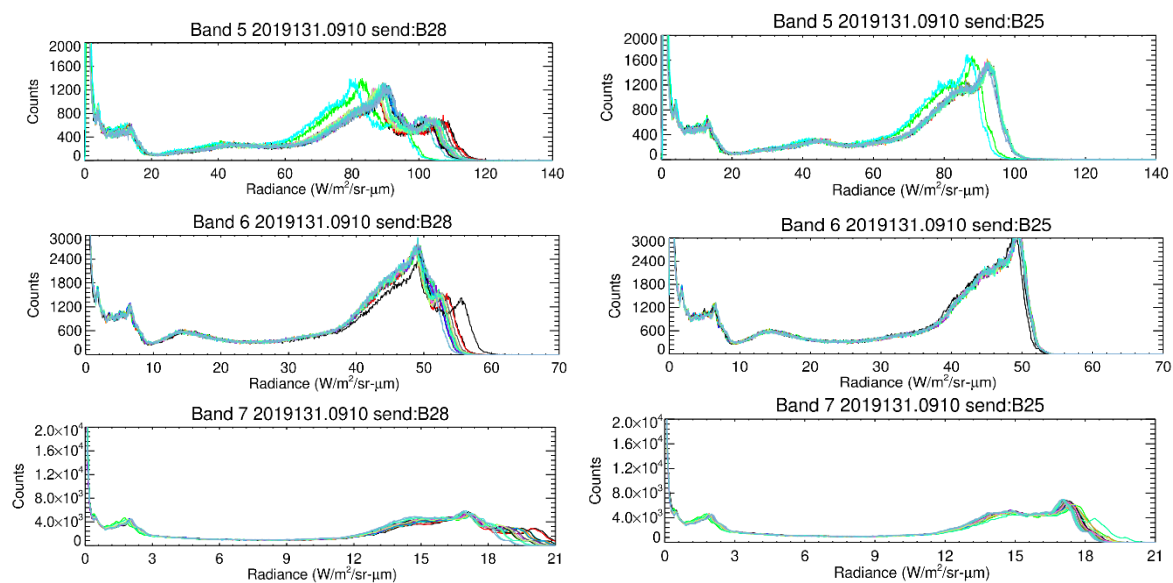 Band 5 2019131.0910 send:B28
2000
1600
1200
800
400
0
Counts
0 20 40 60 80 100 120 140
Radiance (W/m²/sr-μm)
Band 5 2019131.0910 send:B25
2000
1600
1200
800
400
0
Counts
0 20 40 60 80 100 120 140
Radiance (W/m²/sr-μm)
Band 6 2019131.0910 send:B28
3000
2400
1800
1200
600
0
Counts
0 10 20 30 40 50 60 70
Radiance (W/m²/sr-μm)
Band 6 2019131.0910 send:B25
3000
2400
1800
1200
600
0
Counts
0 10 20 30 40 50 60 70
Radiance (W/m²/sr-μm)
Band 7 2019131.0910 send:B28
2.0×10⁴
1.6×10⁴
1.2×10⁴
8.0×10³
4.0×10³
0
Counts
0 3 6 9 12 15 18 21
Radiance (W/m²/sr-μm)
Band 7 2019131.0910 send:B25
2.0×10⁴
1.6×10⁴
1.2×10⁴
8.0×10³
4.0×10³
0
Counts
0 3 6 9 12 15 18 21
Radiance (W/m²/sr-μm)